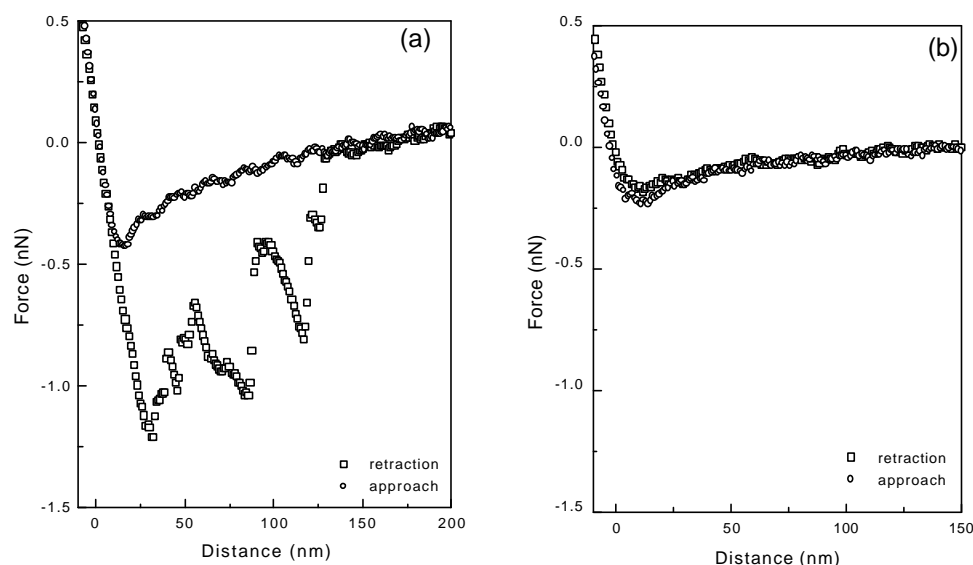 (a)
0.5
0.0
-0.5
-1.0
-1.5
Force (nN)
retraction
approach
0 50 100 150 200
Distance (nm)
(b)
0.5
0.0
-0.5
-1.0
-1.5
Force (nN)
retraction
approach
0 50 100 150
Distance (nm)